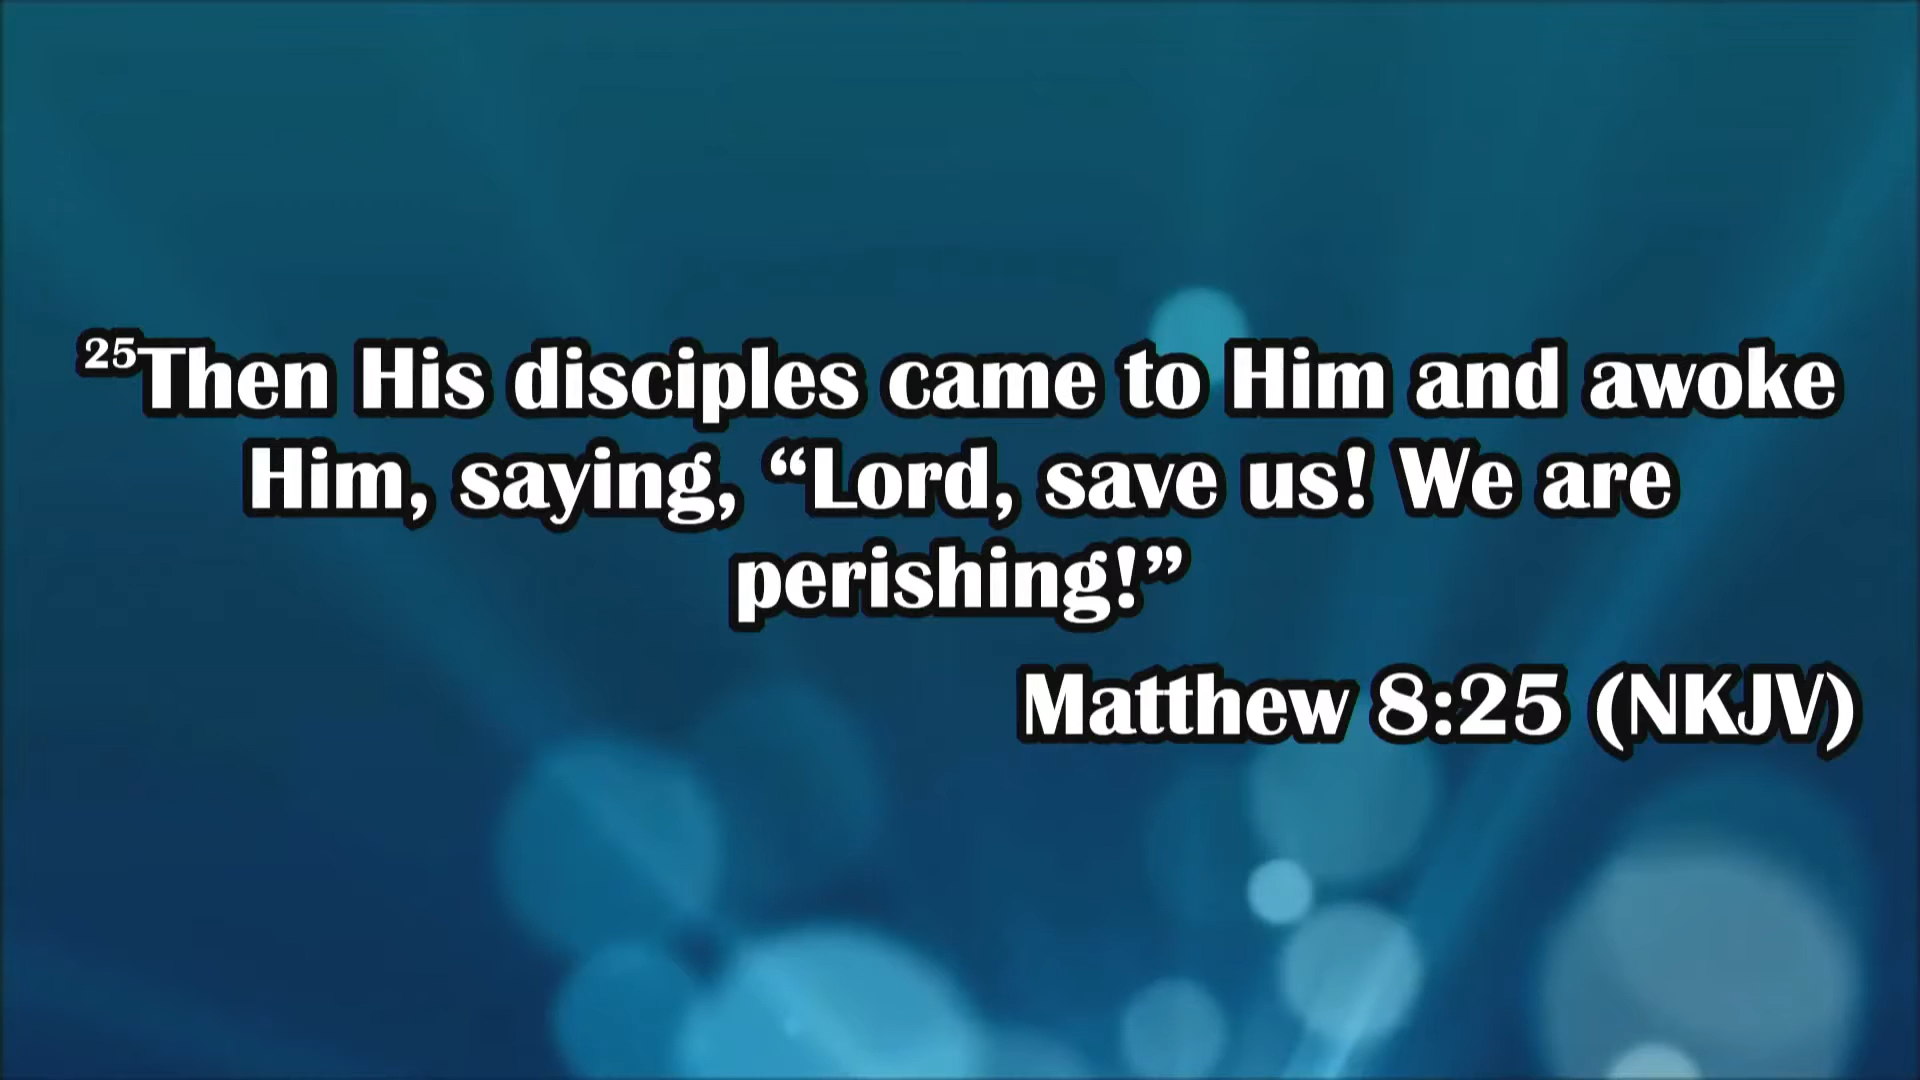 25Then His disciples came to Him and awoke
Him, saying, “Lord, save us! We are
perishing!”
Matthew 8:25 (NKJV)